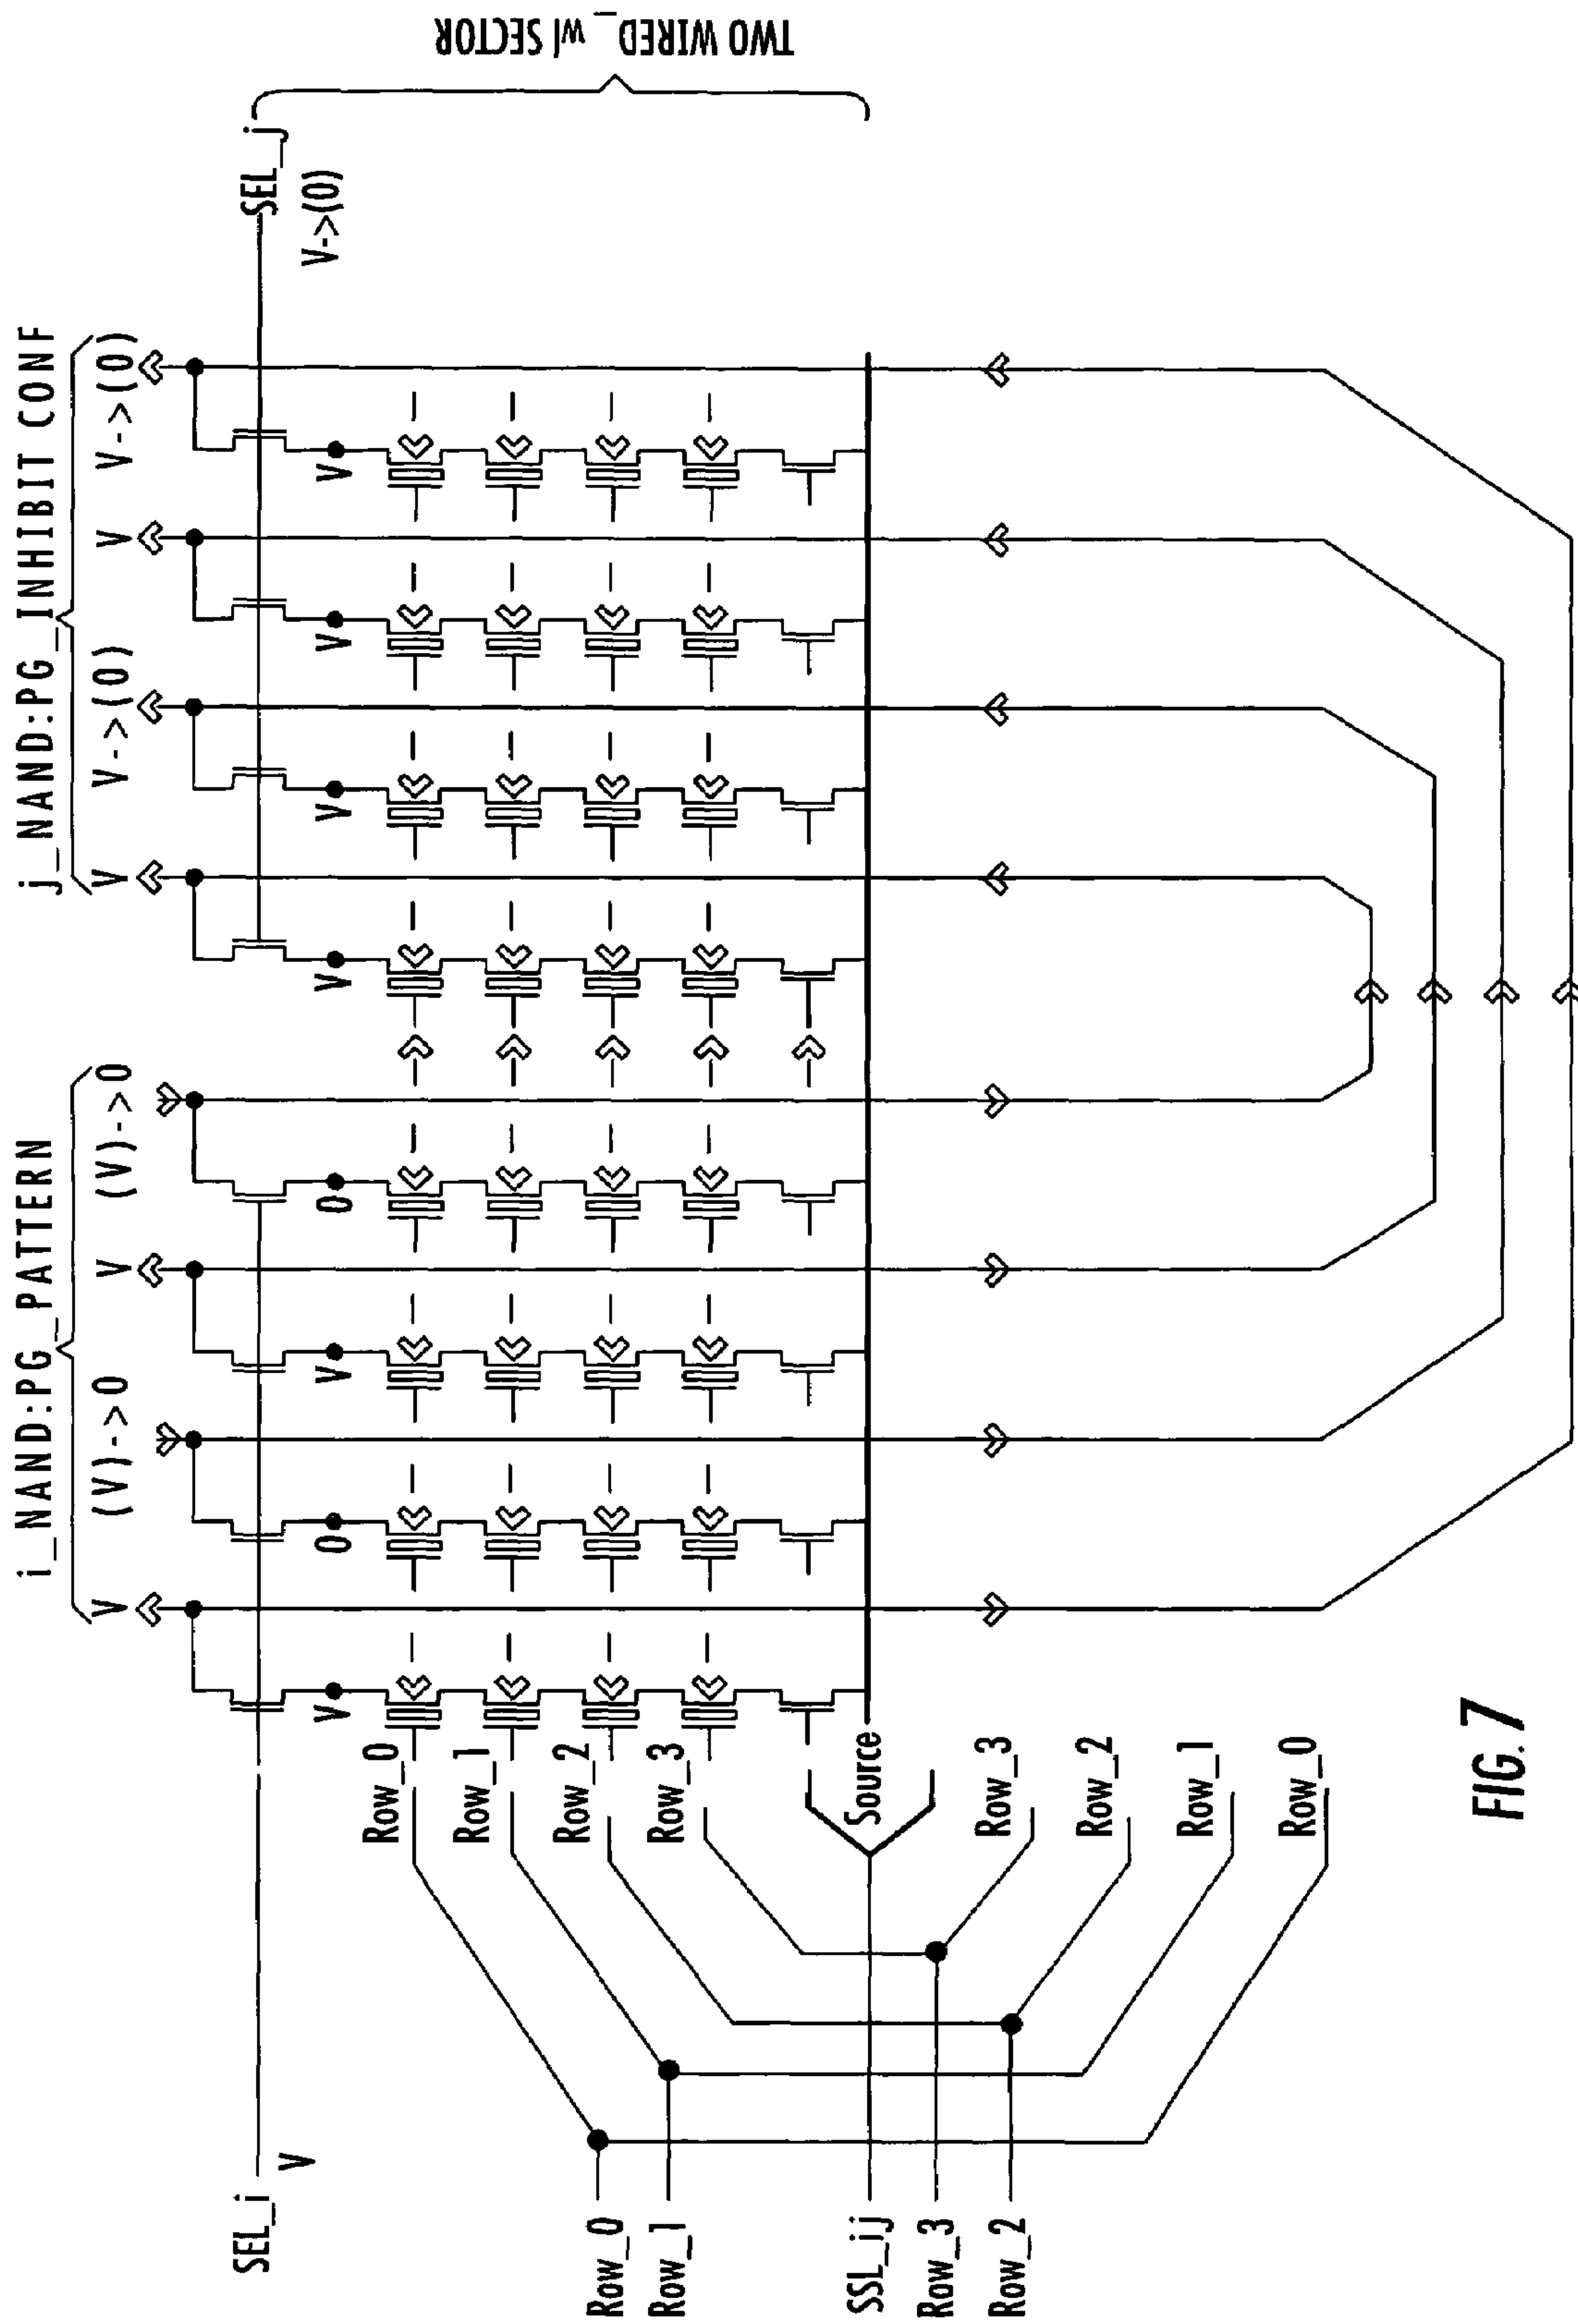 i_NAND:PG_PATTERN
j_NAND:PG_INHIBIT CONF
V
(V)->0
V
(V)->0
V
V->(0)
V
V->(0)
SEL_i
V
SEL_j
V->(0)
V
0
V
0
V
V
V
V
TWO WIRED_w/ SECTOR
Row_0
Row_1
Row_2
Row_3
Source
Row_3
Row_2
Row_1
Row_0
Row_0
Row_1
SSL_ij
Row_3
Row_2
FIG. 7